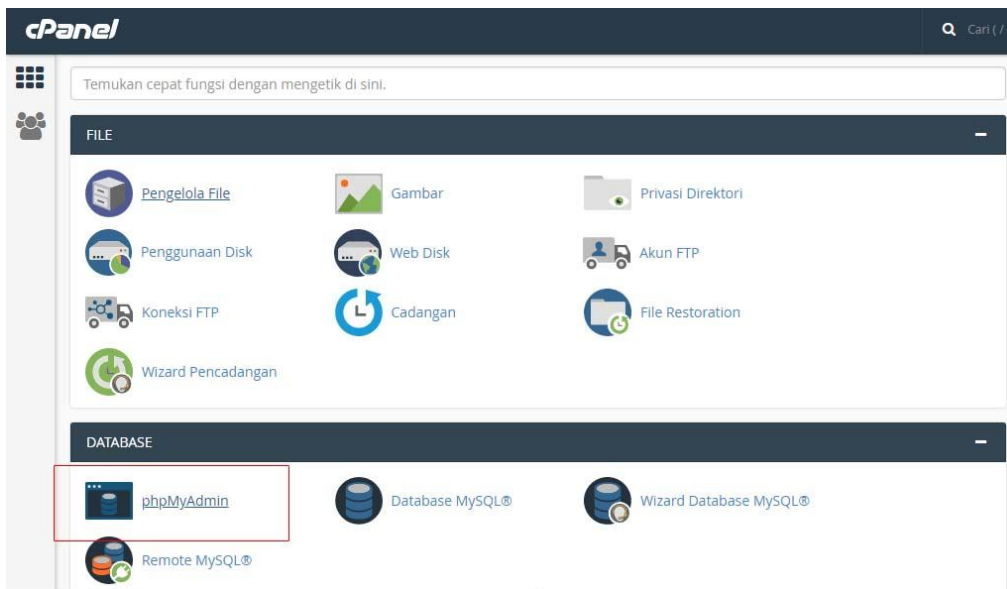 cPanel
Cari ( /
Temukan cepat fungsi dengan mengetik di sini.
FILE
Pengelola File
Gambar
Privasi Direktori
Penggunaan Disk
Web Disk
Akun FTP
Koneksi FTP
Cadangan
File Restoration
Wizard Pencadangan
DATABASE
phpMyAdmin
Database MySQL®
Wizard Database MySQL®
Remote MySQL®